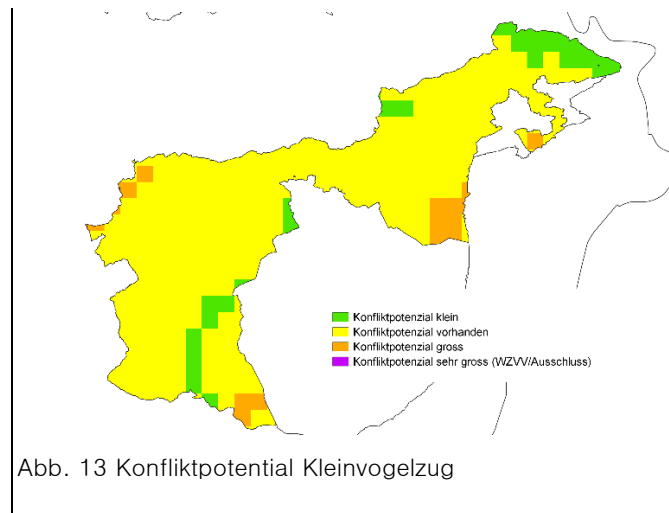 Konfliktpotenzial klein
Konfliktpotenzial vorhanden
Konfliktpotenzial gross
Konfliktpotenzial sehr gross (WZVV/Ausschluss)
Abb. 13 Konfliktpotential Kleinvogelzug